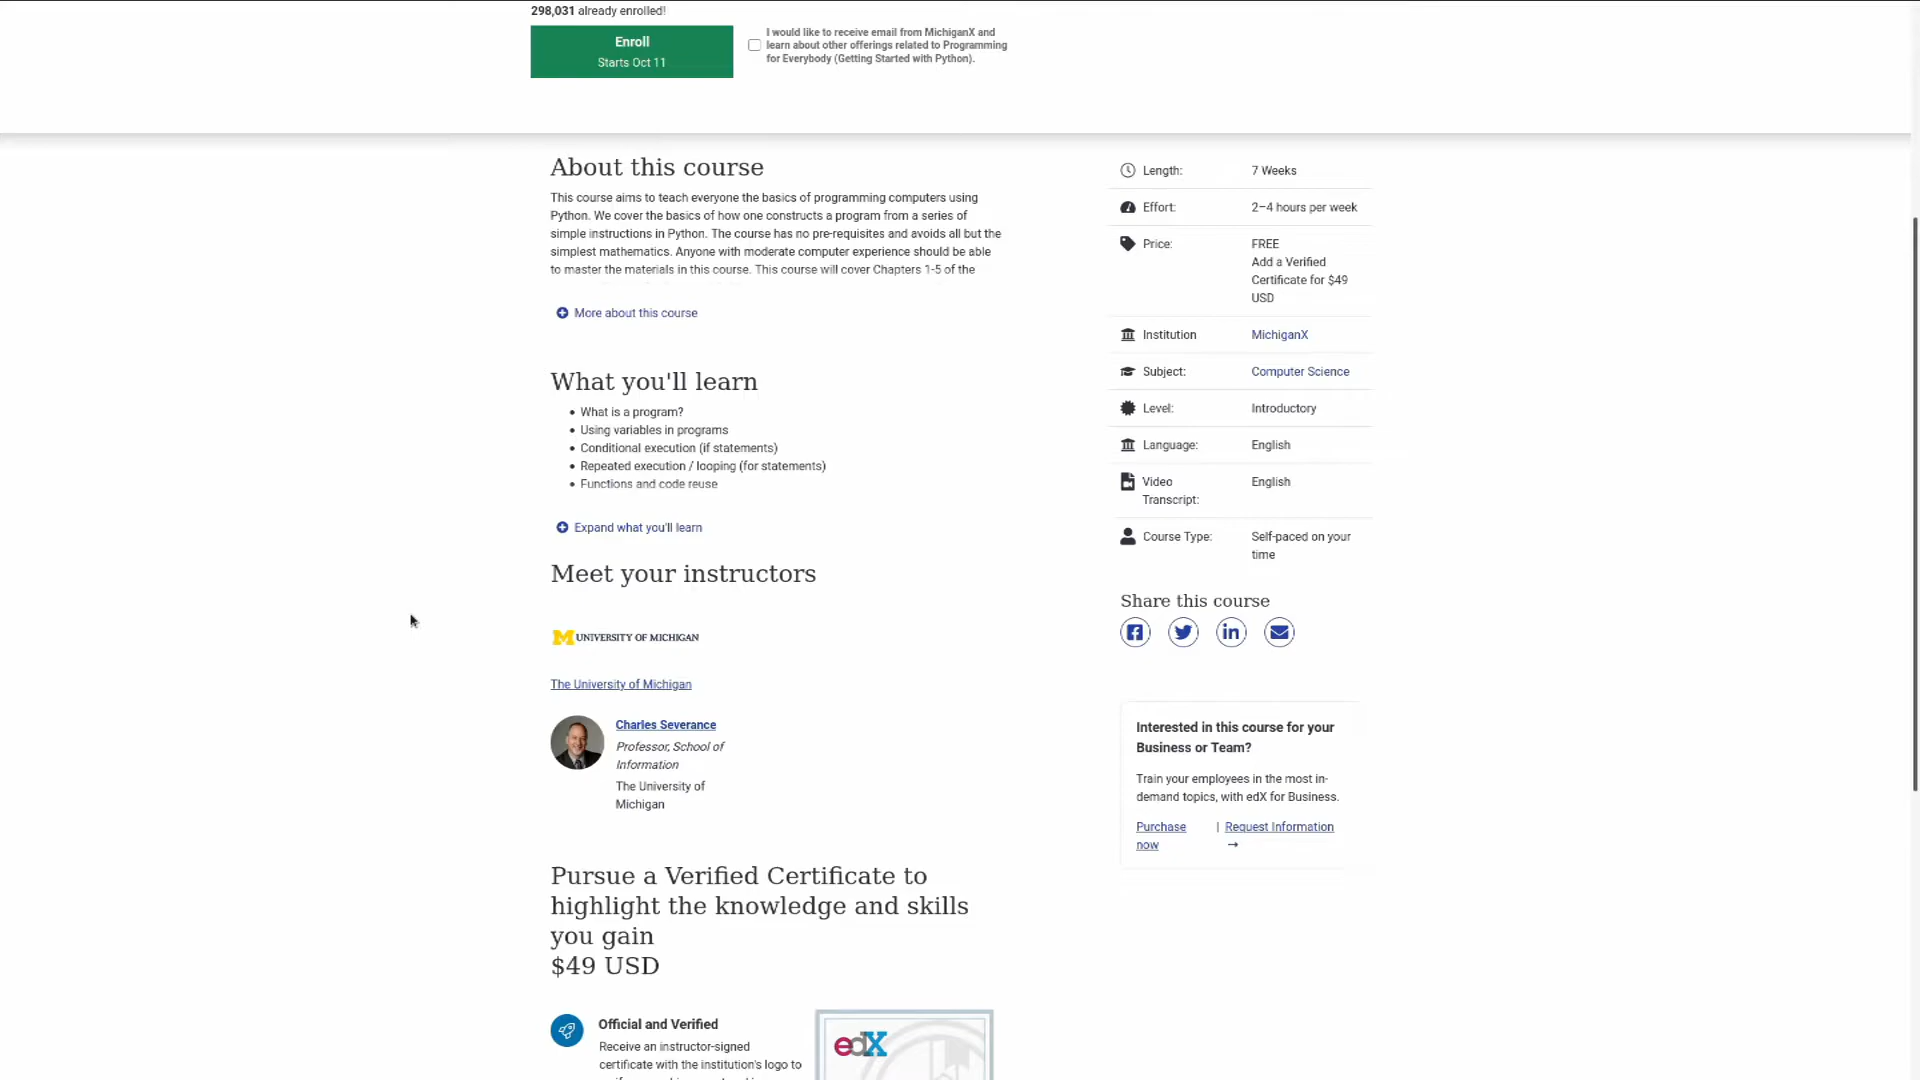 298,031 already enrolled!
Enroll
Starts Oct 11
I would like to receive email from MichiganX and
learn about other offerings related to Programming
for Everybody (Getting Started with Python).
About this course
This course aims to teach everyone the basics of programming computers using
Python. We cover the basics of how one constructs a program from a series of
simple instructions in Python. The course has no pre-requisites and avoids all but the
simplest mathematics. Anyone with moderate computer experience should be able
to master the materials in this course. This course will cover Chapters 1-5 of the
More about this course
What you'll learn
What is a program?
Using variables in programs
Conditional execution (if statements)
Repeated execution / looping (for statements)
Functions and code reuse
Expand what you'll learn
Meet your instructors
M UNIVERSITY OF MICHIGAN
The University of Michigan
Charles Severance
Professor, School of
Information
The University of
Michigan
Pursue a Verified Certificate to
highlight the knowledge and skills
you gain
$49 USD
Official and Verified
Receive an instructor-signed
certificate with the institution's logo to
edX
Length: 7 Weeks
Effort: 2–4 hours per week
Price: FREE
Add a Verified
Certificate for $49
USD
Institution MichiganX
Subject: Computer Science
Level: Introductory
Language: English
Video English
Transcript:
Course Type: Self-paced on your
time
Share this course
Interested in this course for your
Business or Team?
Train your employees in the most in-
demand topics, with edX for Business.
Purchase | Request Information
now →